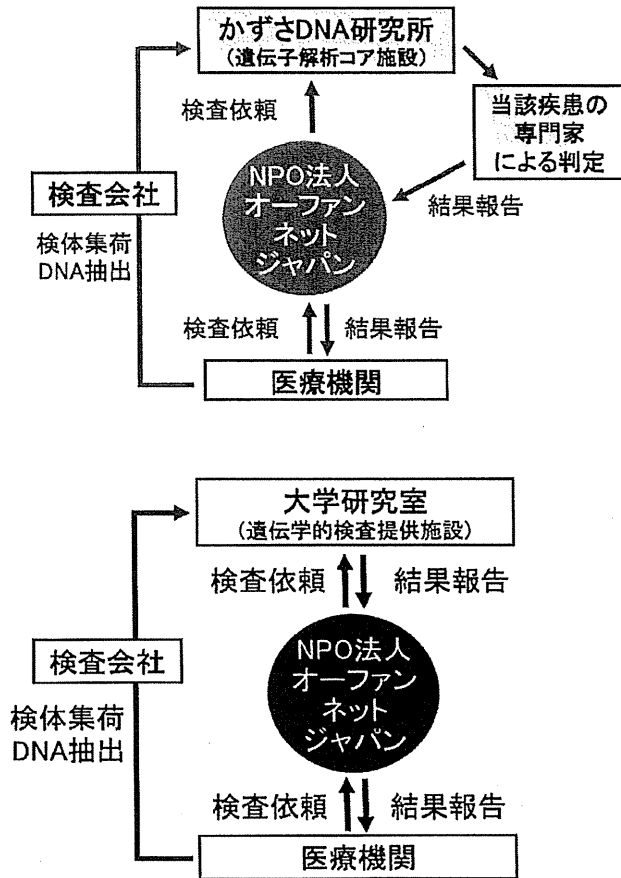 かずさDNA研究所
(遺伝子解析コア施設)
検査依頼
当該疾患の
専門家
による判定
NPO法人
オーファン
ネット
ジャパン
検査会社
結果報告
検体集荷
DNA抽出
検査依頼
結果報告
医療機関
大学研究室
(遺伝学的検査提供施設)
検査依頼
結果報告
NPO法人
オーファン
ネット
ジャパン
検査会社
検体集荷
DNA抽出
検査依頼
結果報告
医療機関